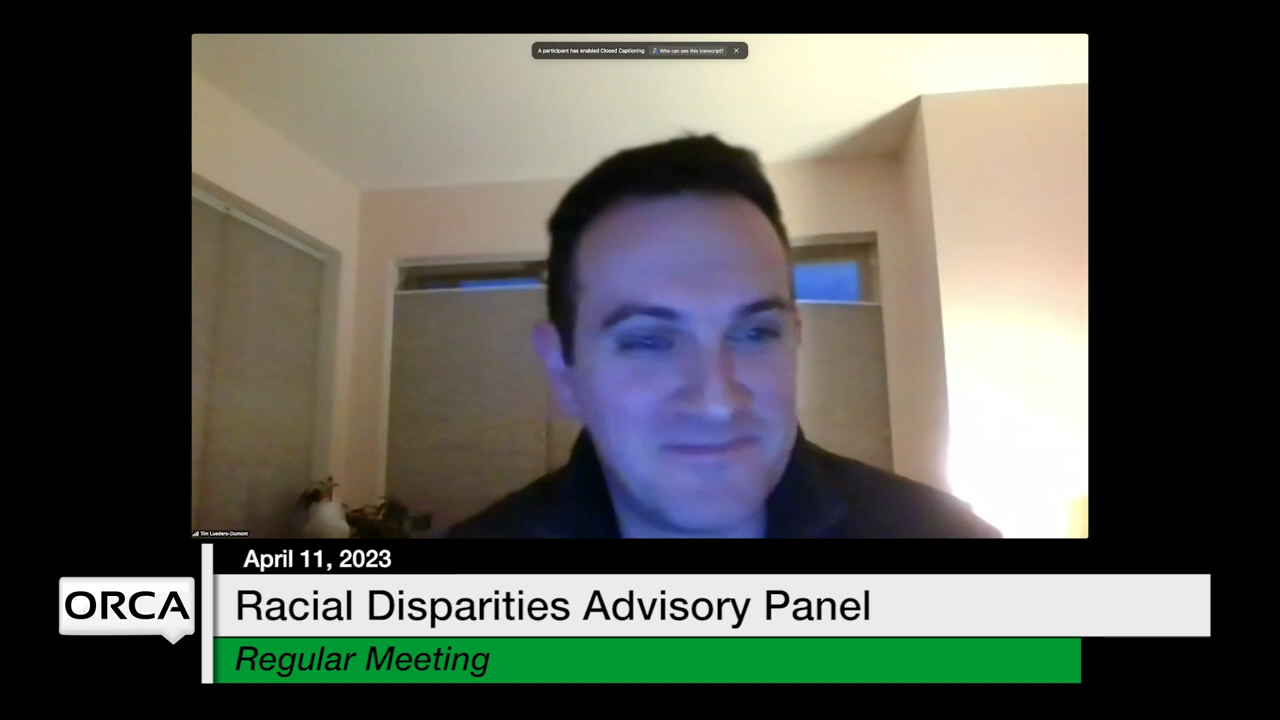 A participant has enabled Closed Captioning Who can see this transcript?
Tim Lueders-Dumont
April 11, 2023
ORCA
Racial Disparities Advisory Panel
Regular Meeting